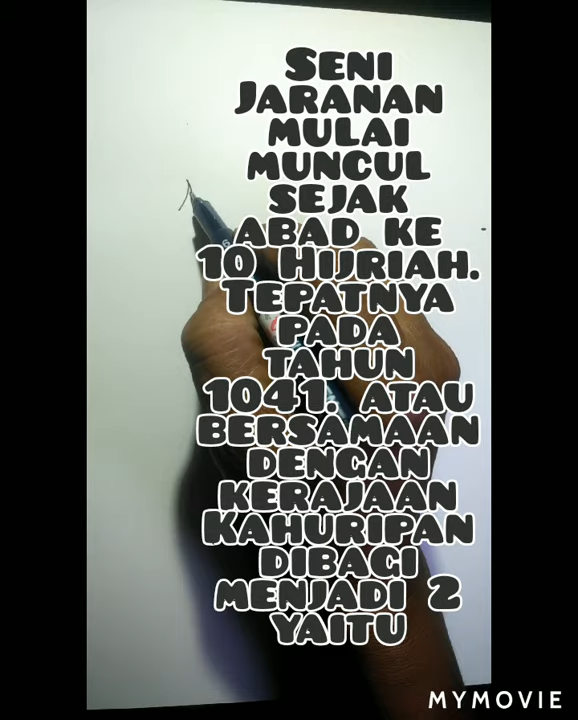 Seni
Jaranan
mulai
muncul
sejak
abad ke
10 Hijriah.
Tepatnya
pada
tahun
1041. atau
bersamaan
dengan
kerajaan
Kahuripan
dibagi
menjadi 2
yaitu
MYMOVIE